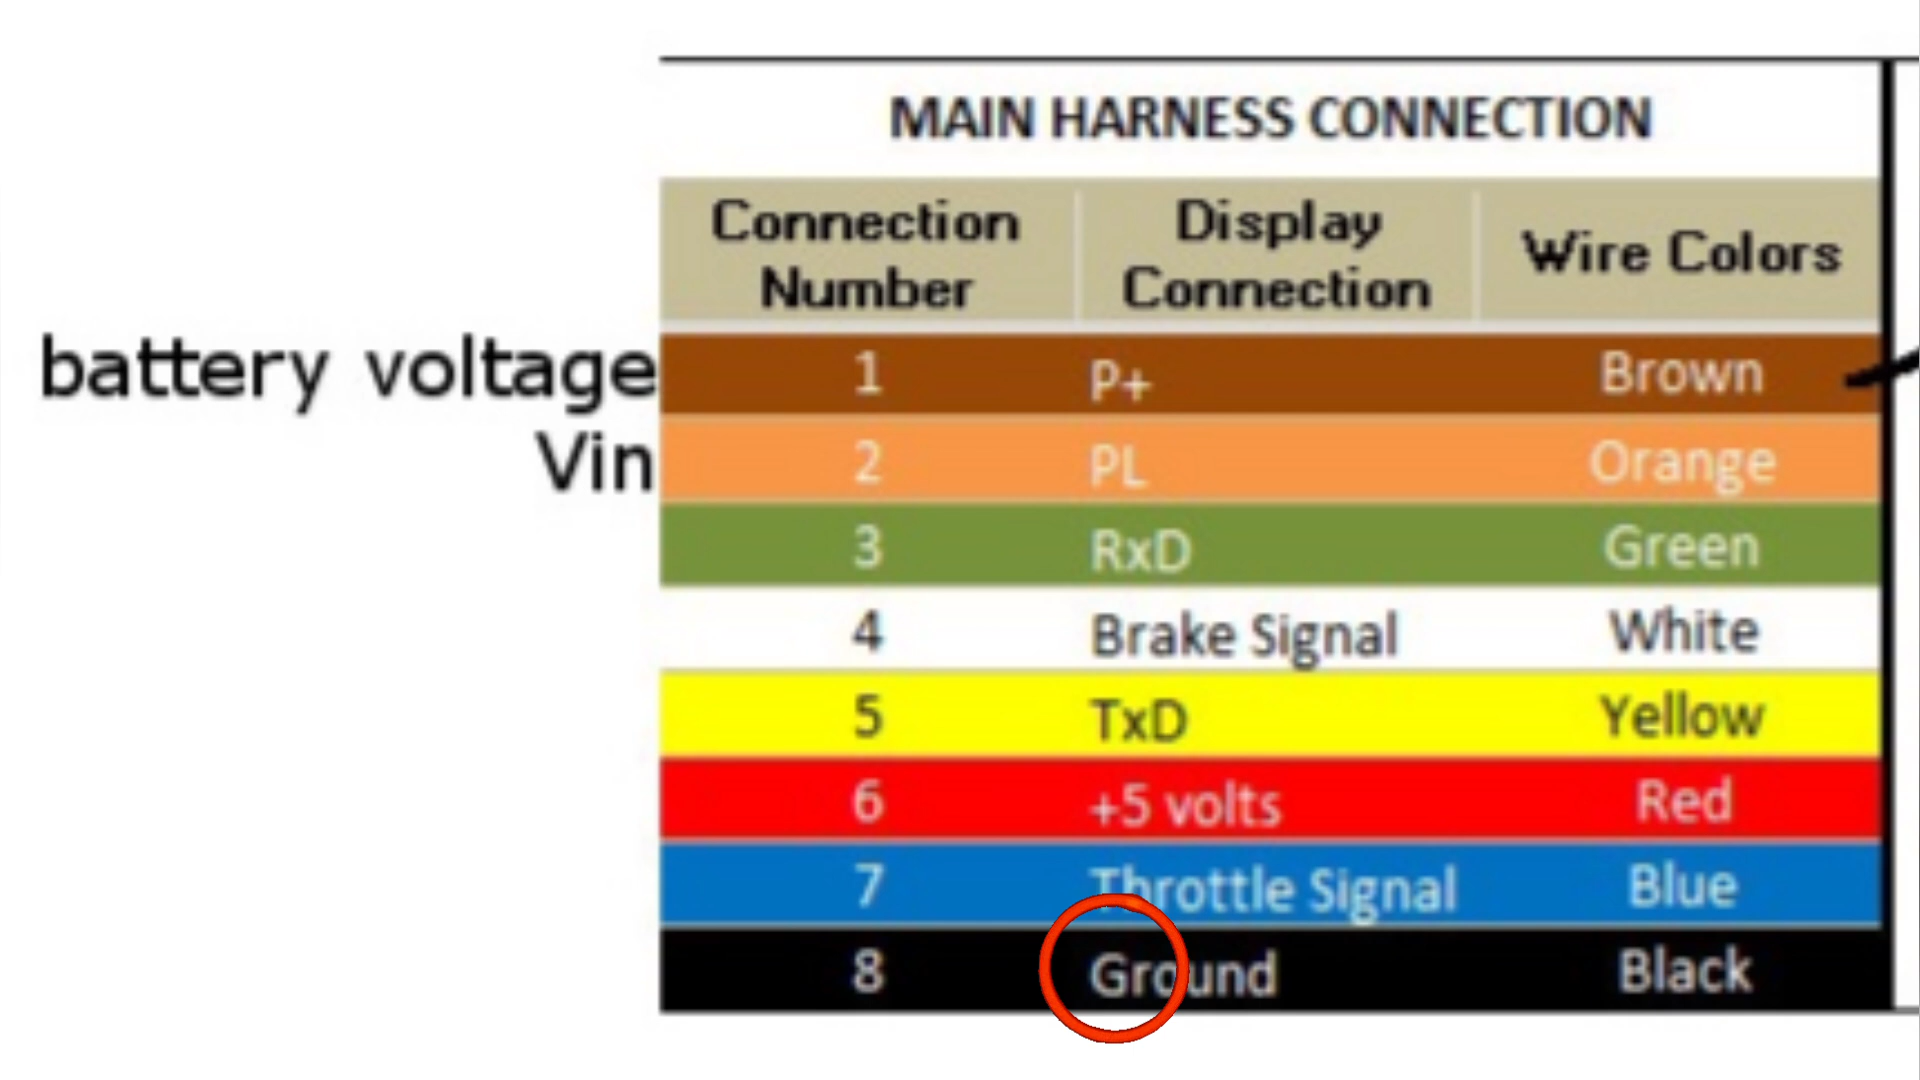 MAIN HARNESS CONNECTION
Connection Number Display Connection Wire Colors
battery voltage 1 P+ Brown
Vin 2 PL Orange
3 RxD Green
4 Brake Signal White
5 TxD Yellow
6 +5 volts Red
7 Throttle Signal Blue
8 Ground Black